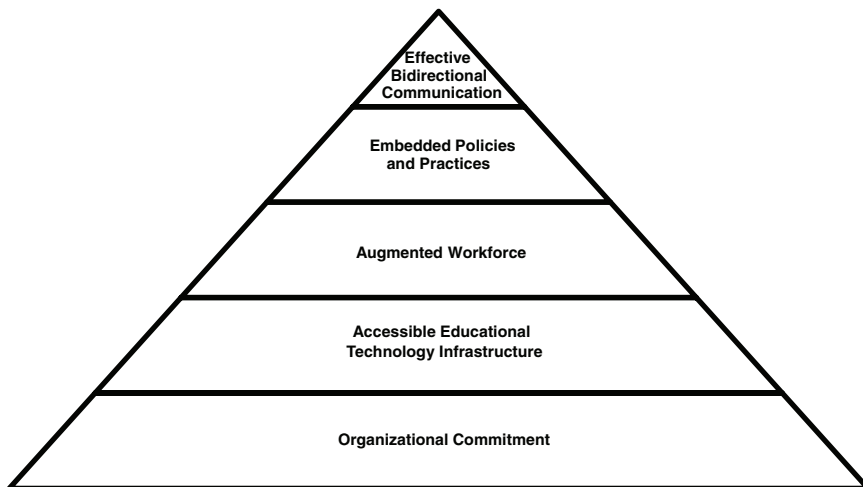 Effective
Bidirectional
Communication
Embedded Policies
and Practices
Augmented Workforce
Accessible Educational
Technology Infrastructure
Organizational Commitment